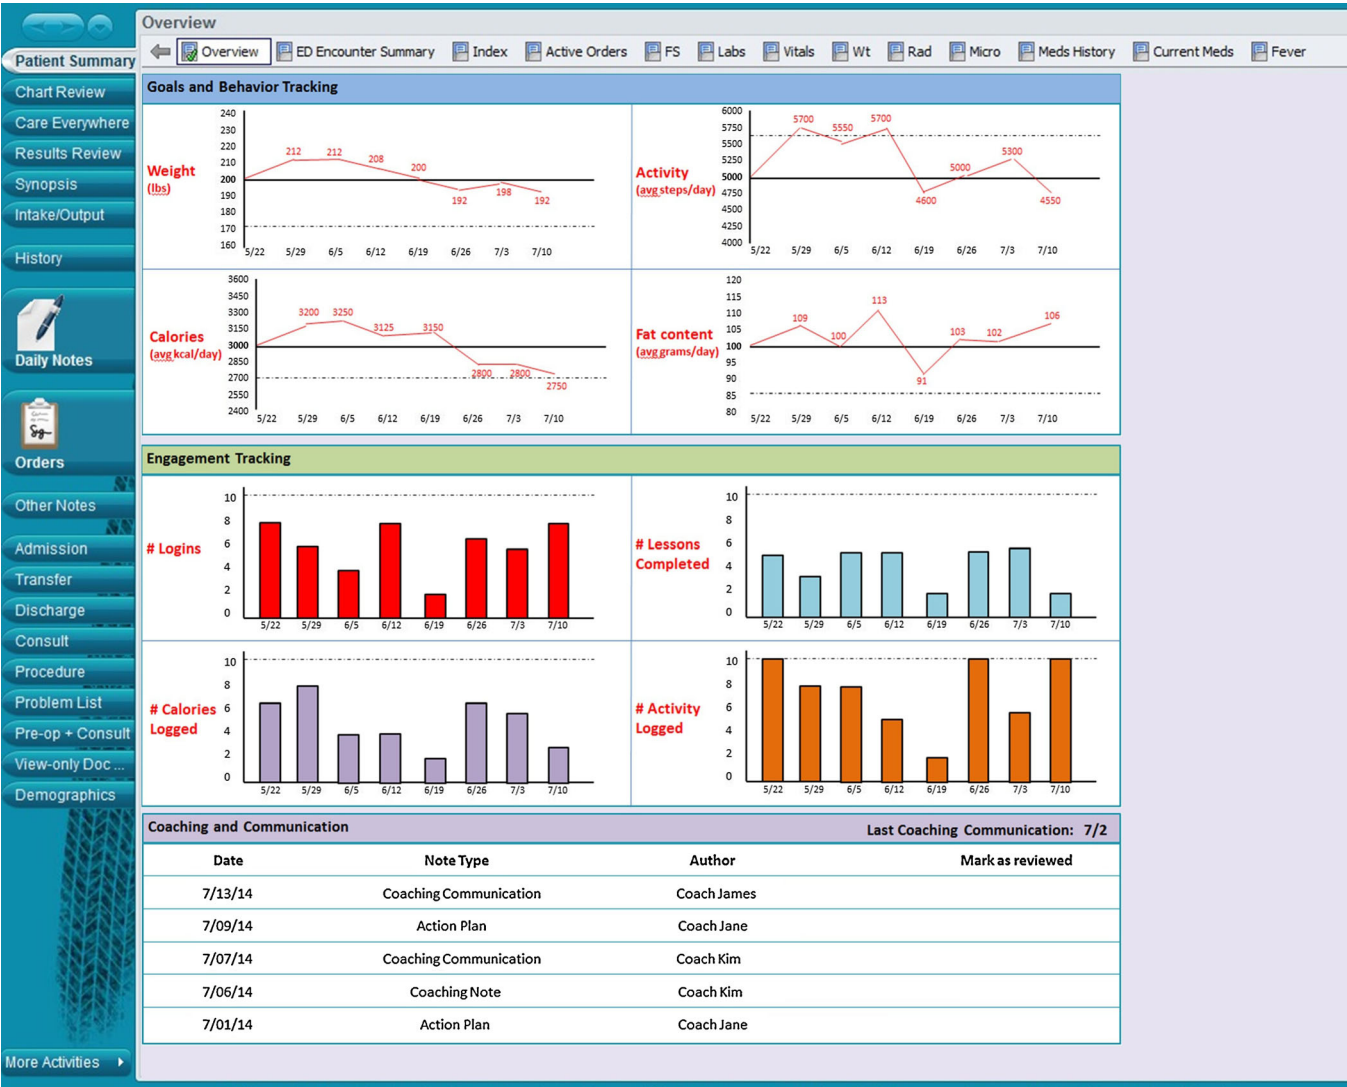 Overview
Overview ED Encounter Summary Index Active Orders FS Labs Vitals Wt Rad Micro Meds History Current Meds Fever
Patient Summary
Chart Review
Care Everywhere
Results Review
Synopsis
Intake/Output
History
Daily Notes
Orders
Other Notes
Admission
Transfer
Discharge
Consult
Procedure
Problem List
Pre-op + Consult
View-only Doc ...
Demographics
More Activities
Goals and Behavior Tracking
Weight
(lbs)
240
230
220
210
200
190
180
170
160
212 212 208 200 192 198 192
5/22 5/29 6/5 6/12 6/19 6/26 7/3 7/10
Activity
(avg steps/day)
6000
5750
5500
5250
5000
4750
4500
4250
4000
5700 5550 5700 4600 5000 5300 4550
5/22 5/29 6/5 6/12 6/19 6/26 7/3 7/10
Calories
(avg kcal/day)
3600
3450
3300
3150
3000
2850
2700
2550
2400
3200 3250 3125 3150 2800 2800 2750
5/22 5/29 6/5 6/12 6/19 6/26 7/3 7/10
Fat content
(avg grams/day)
120
115
110
105
100
95
90
85
80
109 100 113 91 103 102 106
5/22 5/29 6/5 6/12 6/19 6/26 7/3 7/10
Engagement Tracking
# Logins
10
8
6
4
2
0
5/22 5/29 6/5 6/12 6/19 6/26 7/3 7/10
# Lessons
Completed
10
8
6
4
2
0
5/22 5/29 6/5 6/12 6/19 6/26 7/3 7/10
# Calories
Logged
10
8
6
4
2
0
5/22 5/29 6/5 6/12 6/19 6/26 7/3 7/10
# Activity
Logged
10
8
6
4
2
0
5/22 5/29 6/5 6/12 6/19 6/26 7/3 7/10
Coaching and Communication Last Coaching Communication: 7/2
Date Note Type Author Mark as reviewed
7/13/14 Coaching Communication Coach James
7/09/14 Action Plan Coach Jane
7/07/14 Coaching Communication Coach Kim
7/06/14 Coaching Note Coach Kim
7/01/14 Action Plan Coach Jane